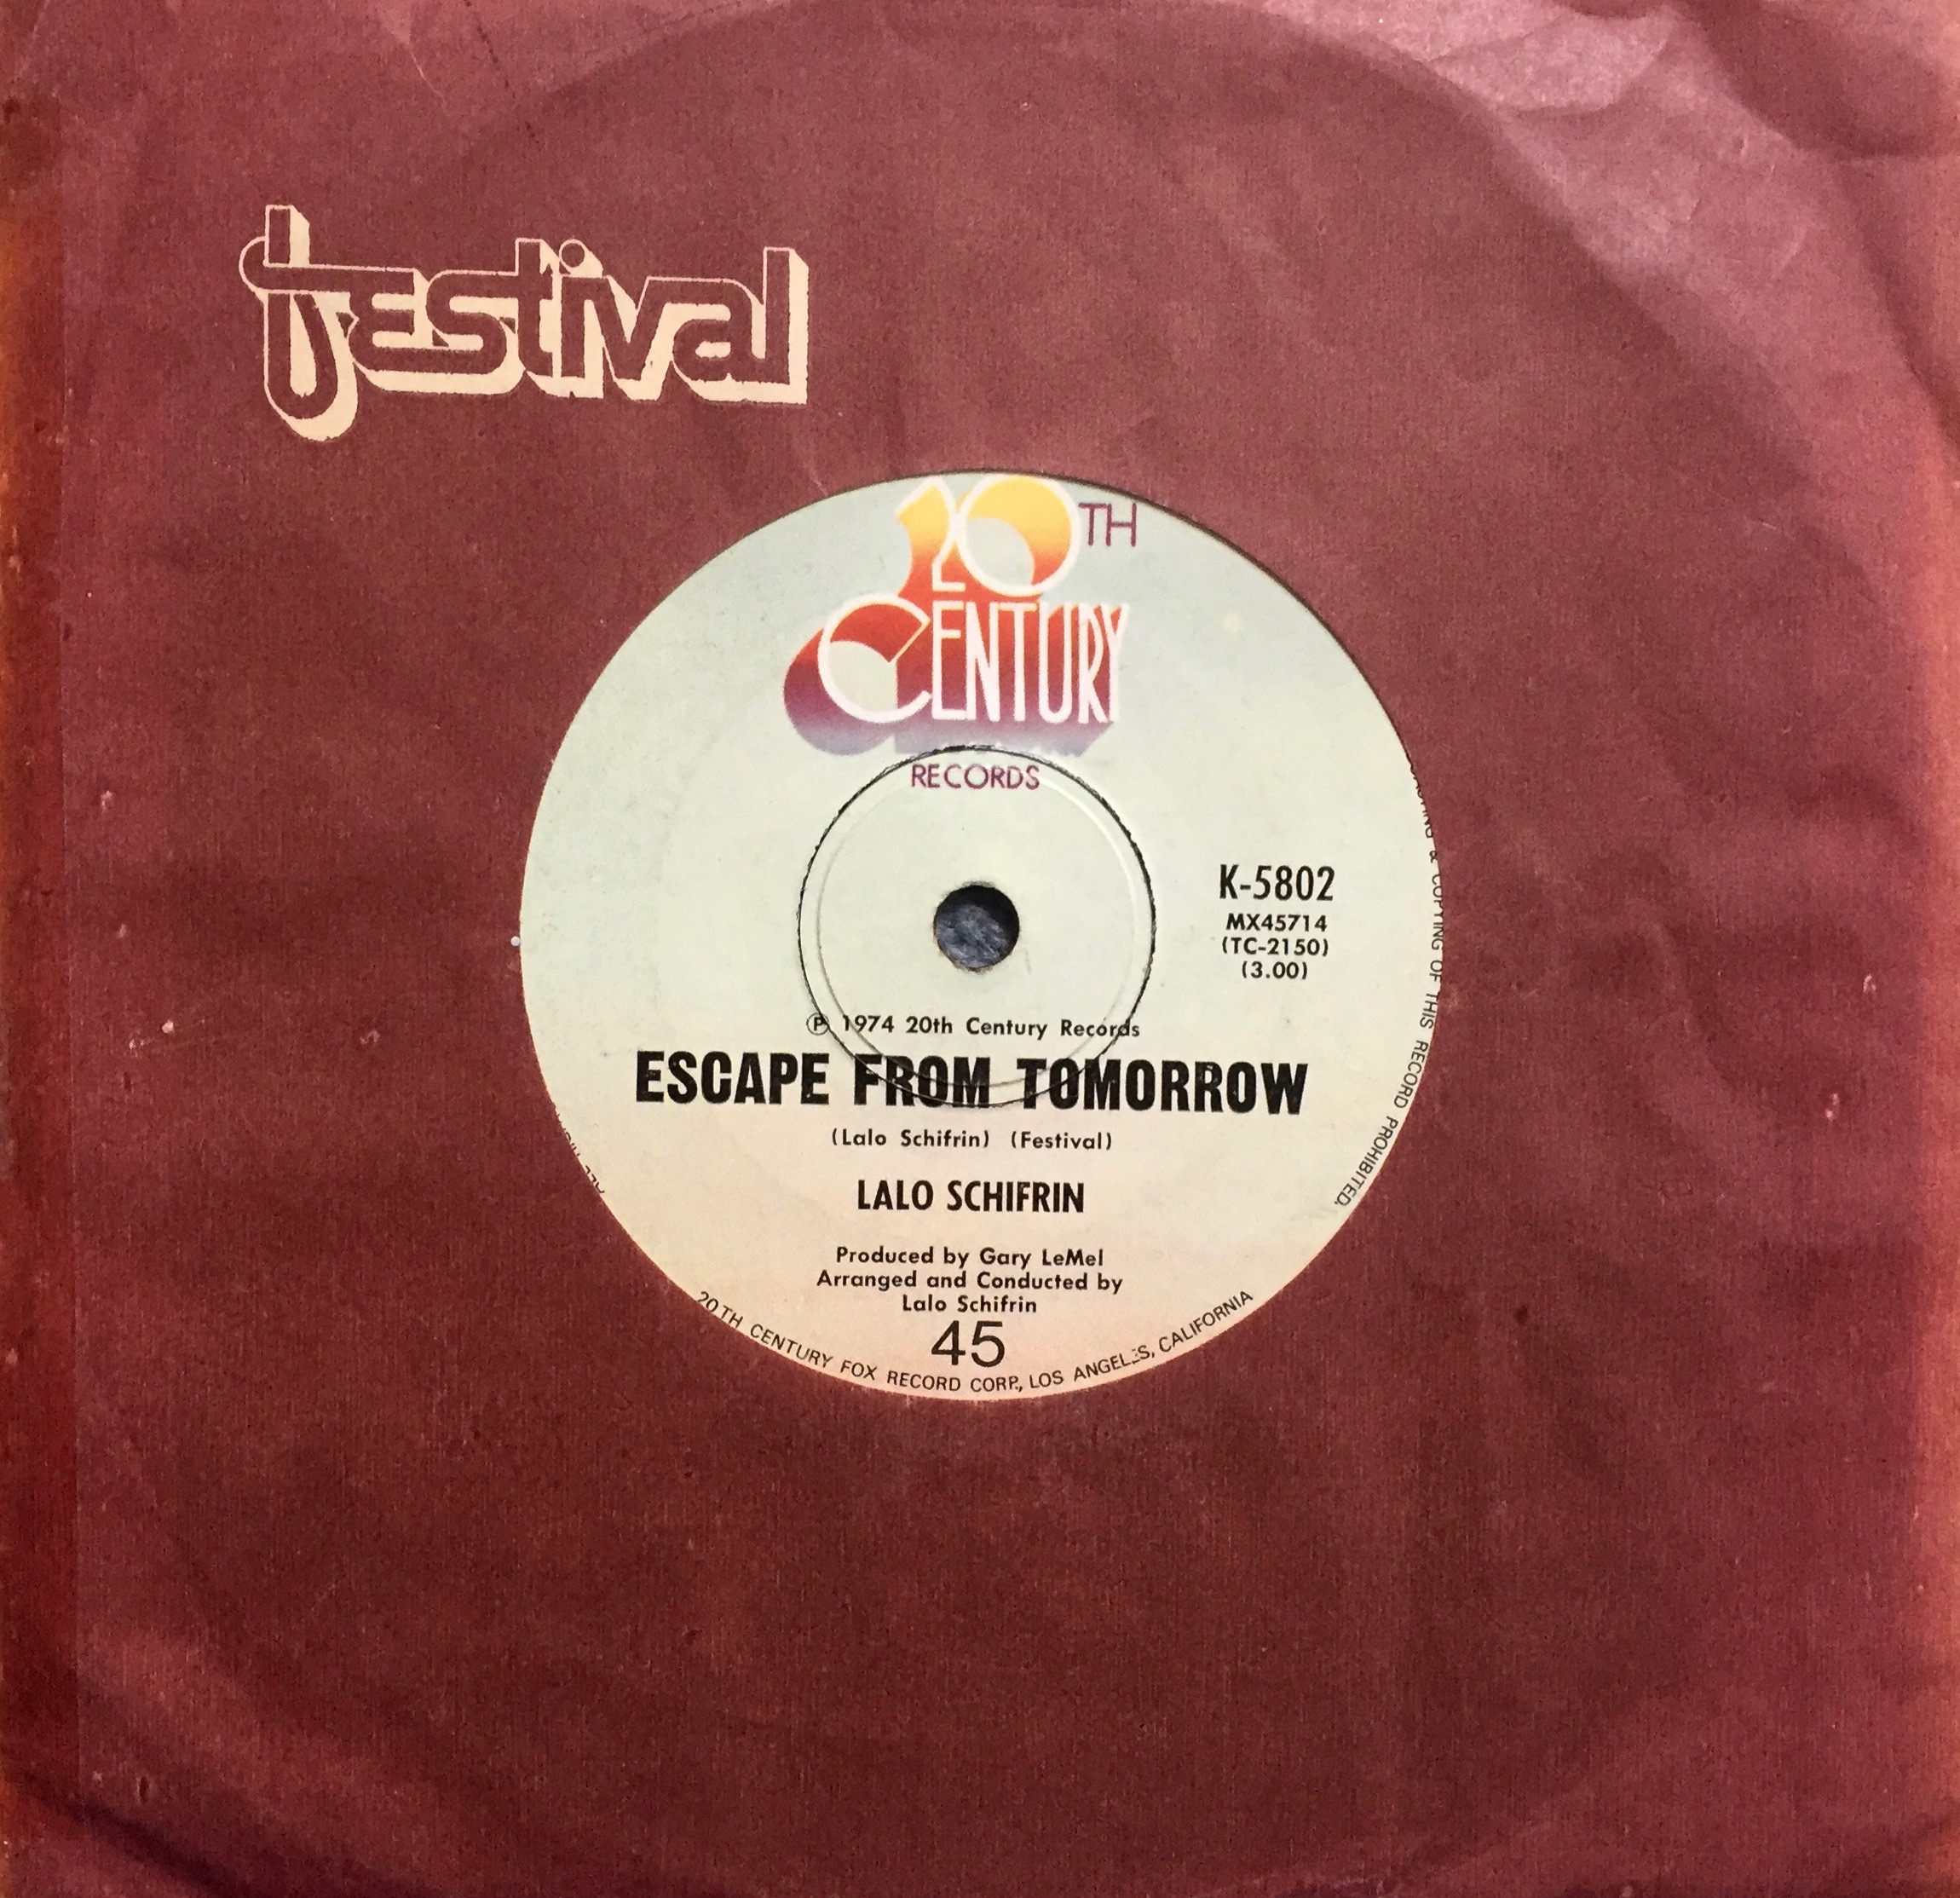 festival
20TH
CENTURY
RECORDS
K-5802
MX45714
(TC-2150)
(3.00)
℗ 1974 20th Century Records
ESCAPE FROM TOMORROW
(Lalo Schifrin) (Festival)
LALO SCHIFRIN
Produced by Gary LeMel
Arranged and Conducted by
Lalo Schifrin
45
20TH CENTURY FOX RECORD CORP., LOS ANGELES, CALIFORNIA
& COPYING OF THIS RECORD PROHIBITED.
ALL